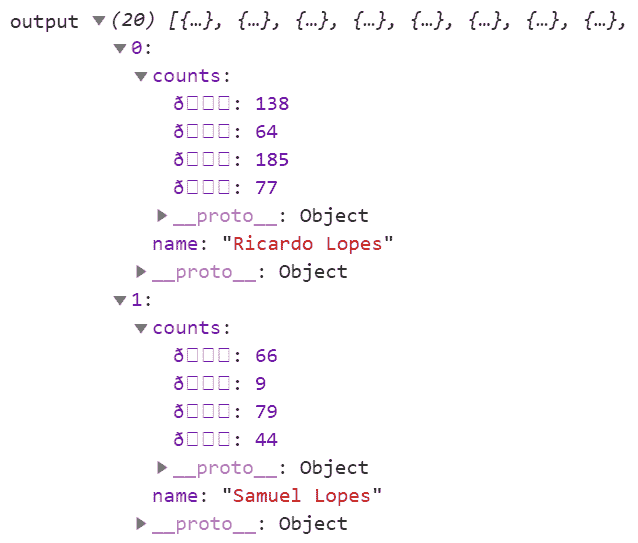 output ▼(20) [{…}, {…}, {…}, {…}, {…}, {…}, {…}, {…},
▼0:
▼counts:
ð: 138
ð: 64
ð: 185
ð: 77
▶__proto__: Object
name: "Ricardo Lopes"
▶__proto__: Object
▼1:
▼counts:
ð: 66
ð: 9
ð: 79
ð: 44
▶__proto__: Object
name: "Samuel Lopes"
▶__proto__: Object